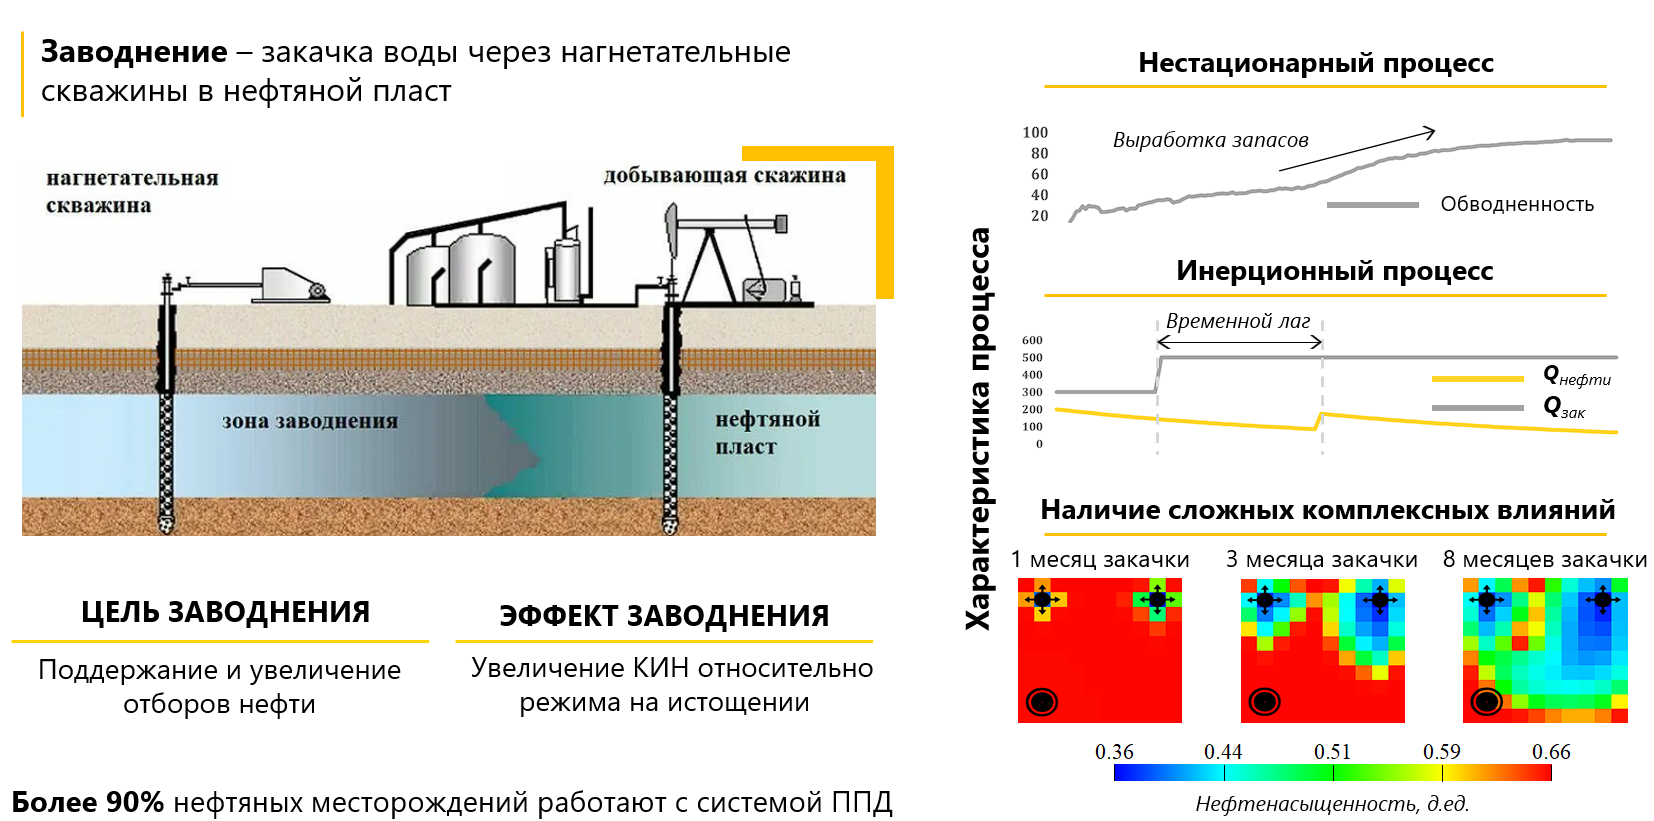 Заводнение – закачка воды через нагнетательные
скважины в нефтяной пласт
нагнетательная
скважина
добывающая скажина
зона заводнения
нефтяной
пласт
ЦЕЛЬ ЗАВОДНЕНИЯ
Поддержание и увеличение
отборов нефти
ЭФФЕКТ ЗАВОДНЕНИЯ
Увеличение КИН относительно
режима на истощении
Более 90% нефтяных месторождений работают с системой ППД
Характеристика процесса
Нестационарный процесс
100
80
60
40
20
Выработка запасов
Обводненность
Инерционный процесс
Временной лаг
600
500
400
300
200
100
0
Qнефти
Qзак
Наличие сложных комплексных влияний
1 месяц закачки
3 месяца закачки
8 месяцев закачки
0.36 0.44 0.51 0.59 0.66
Нефтенасыщенность, д.ед.